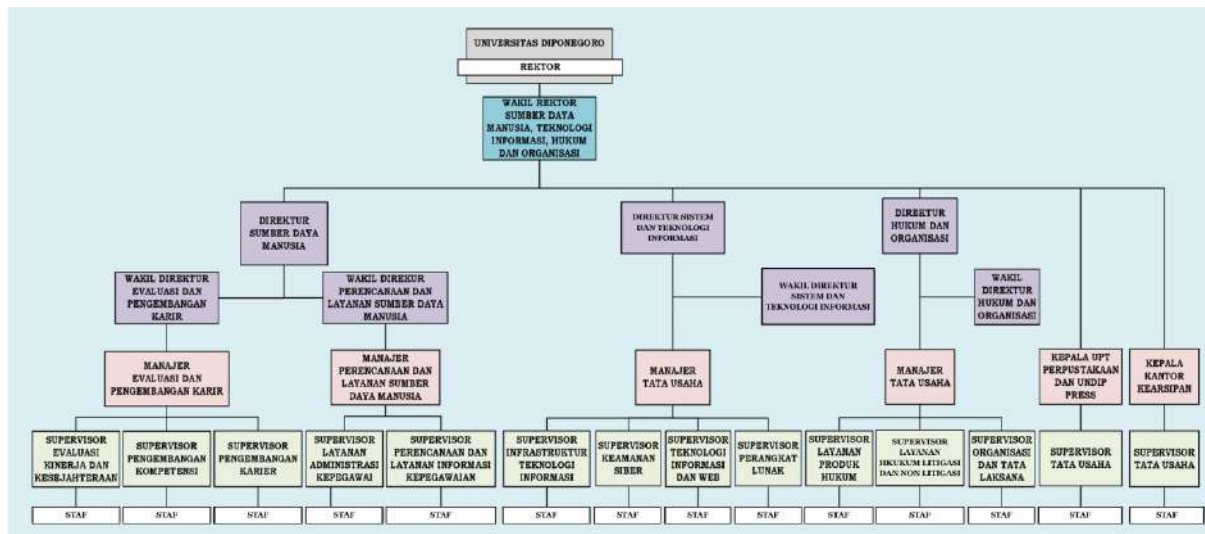 UNIVERSITAS DIPONEGORO
REKTOR
WAKIL REKTOR
SUMBER DAYA
MANUSIA, TEKNOLOGI
INFORMASI, HUKUM
DAN ORGANISASI
DIREKTUR
SUMBER DAYA
MANUSIA
DIREKTUR SISTEM
DAN TEKNOLOGI
INFORMASI
DIREKTUR
HUKUM DAN
ORGANISASI
WAKIL DIREKTUR
EVALUASI DAN
PENGEMBANGAN
KARIR
WAKIL DIREKUR
PERENCANAAN DAN
LAYANAN SUMBER DAYA
MANUSIA
WAKIL DIREKTUR
SISTEM DAN
TEKNOLOGI INFORMASI
WAKIL
DIREKTUR
HUKUM DAN
ORGANISASI
MANAJER
EVALUASI DAN
PENGEMBANGAN KARIR
MANAJER
PERENCANAAN DAN
LAYANAN SUMBER
DAYA MANUSIA
MANAJER
TATA USAHA
MANAJER
TATA USAHA
KEPALA UPT
PERPUSTAKAAN
DAN UNDIP
PRESS
KEPALA
KANTOR
KEARSIPAN
SUPERVISOR
EVALUASI
KINERJA DAN
KESEJAHTERAAN
SUPERVISOR
PENGEMBANGAN
KOMPETENSI
SUPERVISOR
PENGEMBANGAN
KARIER
SUPERVISOR
LAYANAN
ADMINISTRASI
KEPEGAWAI
SUPERVISOR
PERENCANAAN DAN
LAYANAN INFORMASI
KEPEGAWAIAN
SUPERVISOR
INFRASTRUKTUR
TEKNOLOGI
INFORMASI
SUPERVISOR
KEAMANAN
SIBER
SUPERVISOR
TEKNOLOGI
INFORMASI
DAN WEB
SUPERVISOR
PERANGKAT
LUNAK
SUPERVISOR
LAYANAN
PRODUK
HUKUM
SUPERVISOR
LAYANAN
HKUKUM LITIGASI
DAN NON LITIGASI
SUPERVISOR
ORGANISASI
DAN TATA
LAKSANA
SUPERVISOR
TATA USAHA
SUPERVISOR
TATA USAHA
STAF
STAF
STAF
STAF
STAF
STAF
STAF
STAF
STAF
STAF
STAF
STAF
STAF
STAF